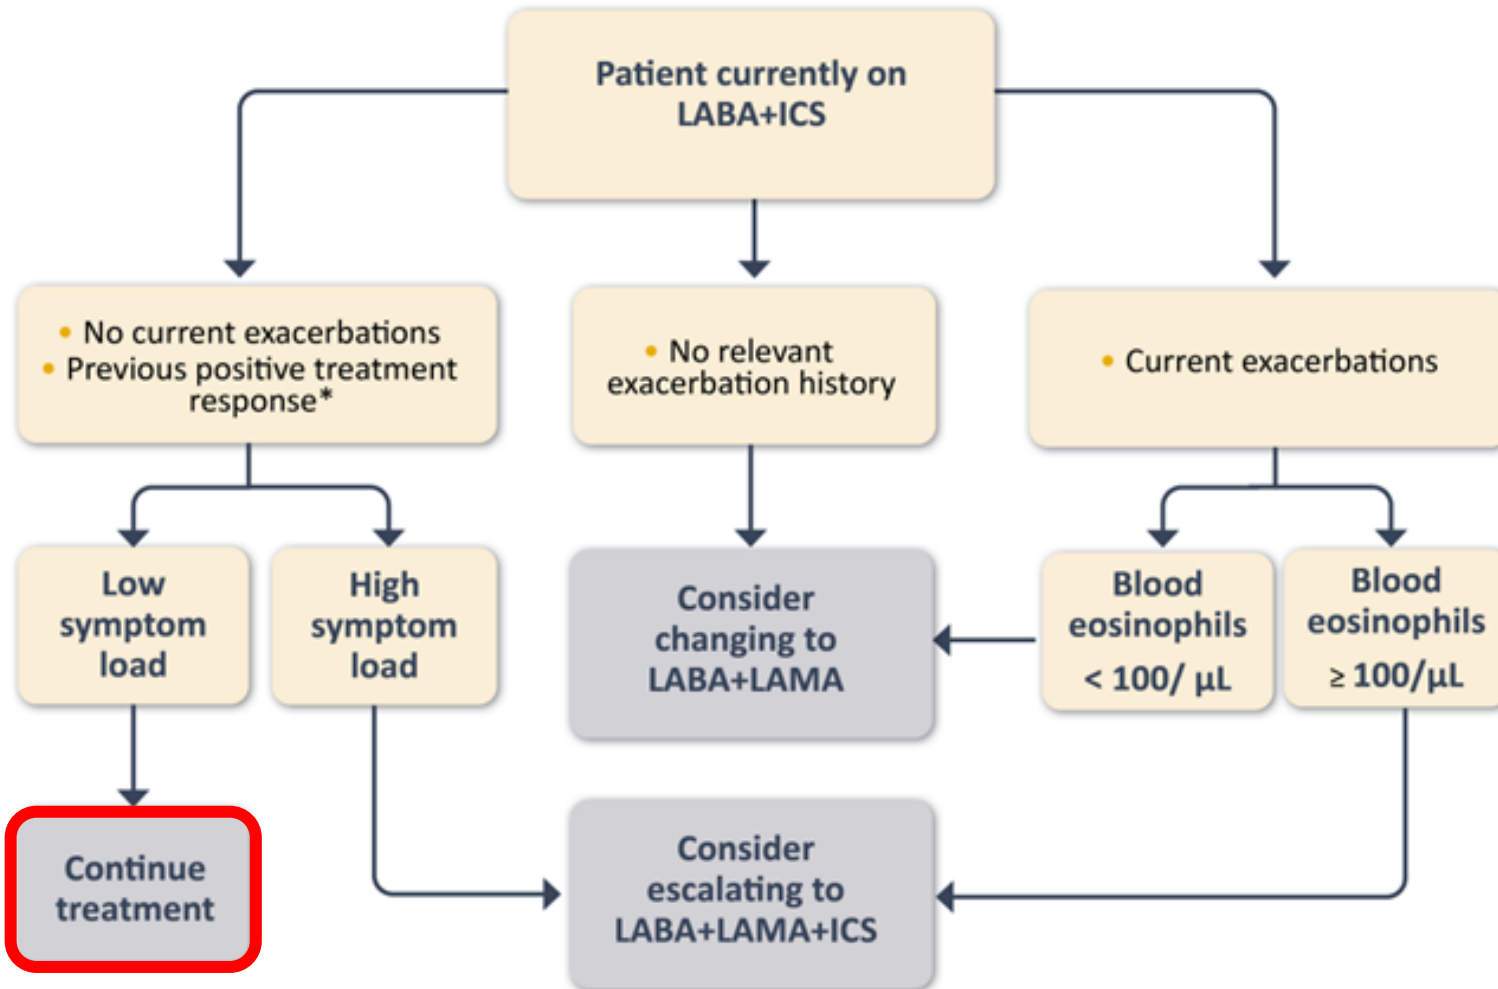 Patient currently on
LABA+ICS
• No current exacerbations
• Previous positive treatment
response*
• No relevant
exacerbation history
• Current exacerbations
Low
symptom
load
High
symptom
load
Consider
changing to
LABA+LAMA
Blood
eosinophils
< 100/ µL
Blood
eosinophils
≥ 100/µL
Continue
treatment
Consider
escalating to
LABA+LAMA+ICS